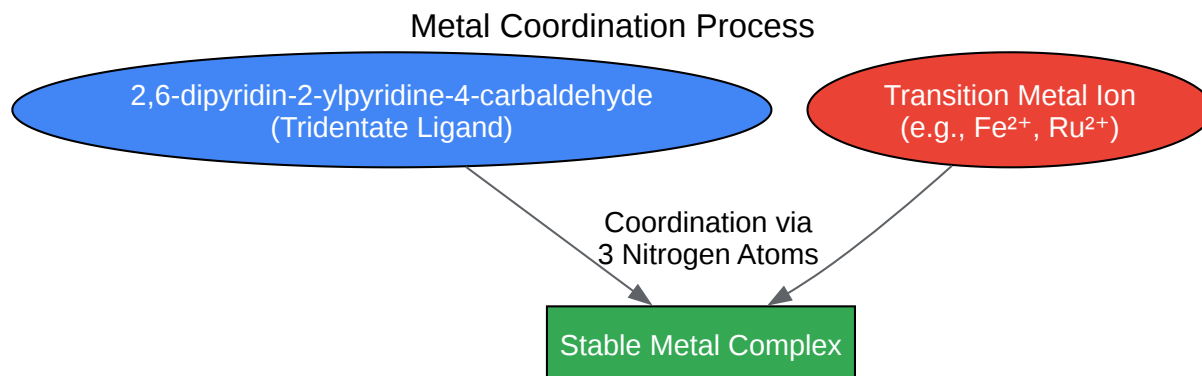 Metal Coordination Process
2,6-dipyridin-2-ylpyridine-4-carbaldehyde
(Tridentate Ligand)
Transition Metal Ion
(e.g., Fe²⁺, Ru²⁺)
Coordination via
3 Nitrogen Atoms
Stable Metal Complex